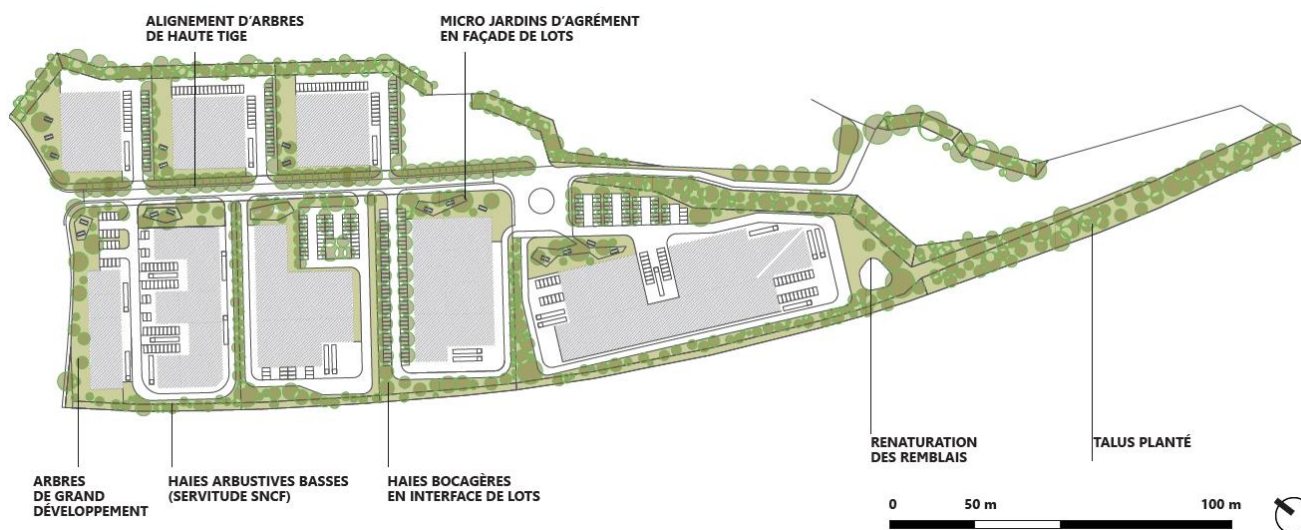 ALIGNEMENT D'ARBRES
DE HAUTE TIGE
MICRO JARDINS D'AGRÉMENT
EN FAÇADE DE LOTS
ARBRES
DE GRAND
DÉVELOPPEMENT
HAIES ARBUSTIVES BASSES
(SERVITUDE SNCF)
HAIES BOCAGÈRES
EN INTERFACE DE LOTS
RENATURATION
DES REMBLAIS
TALUS PLANTÉ
0 50 m 100 m